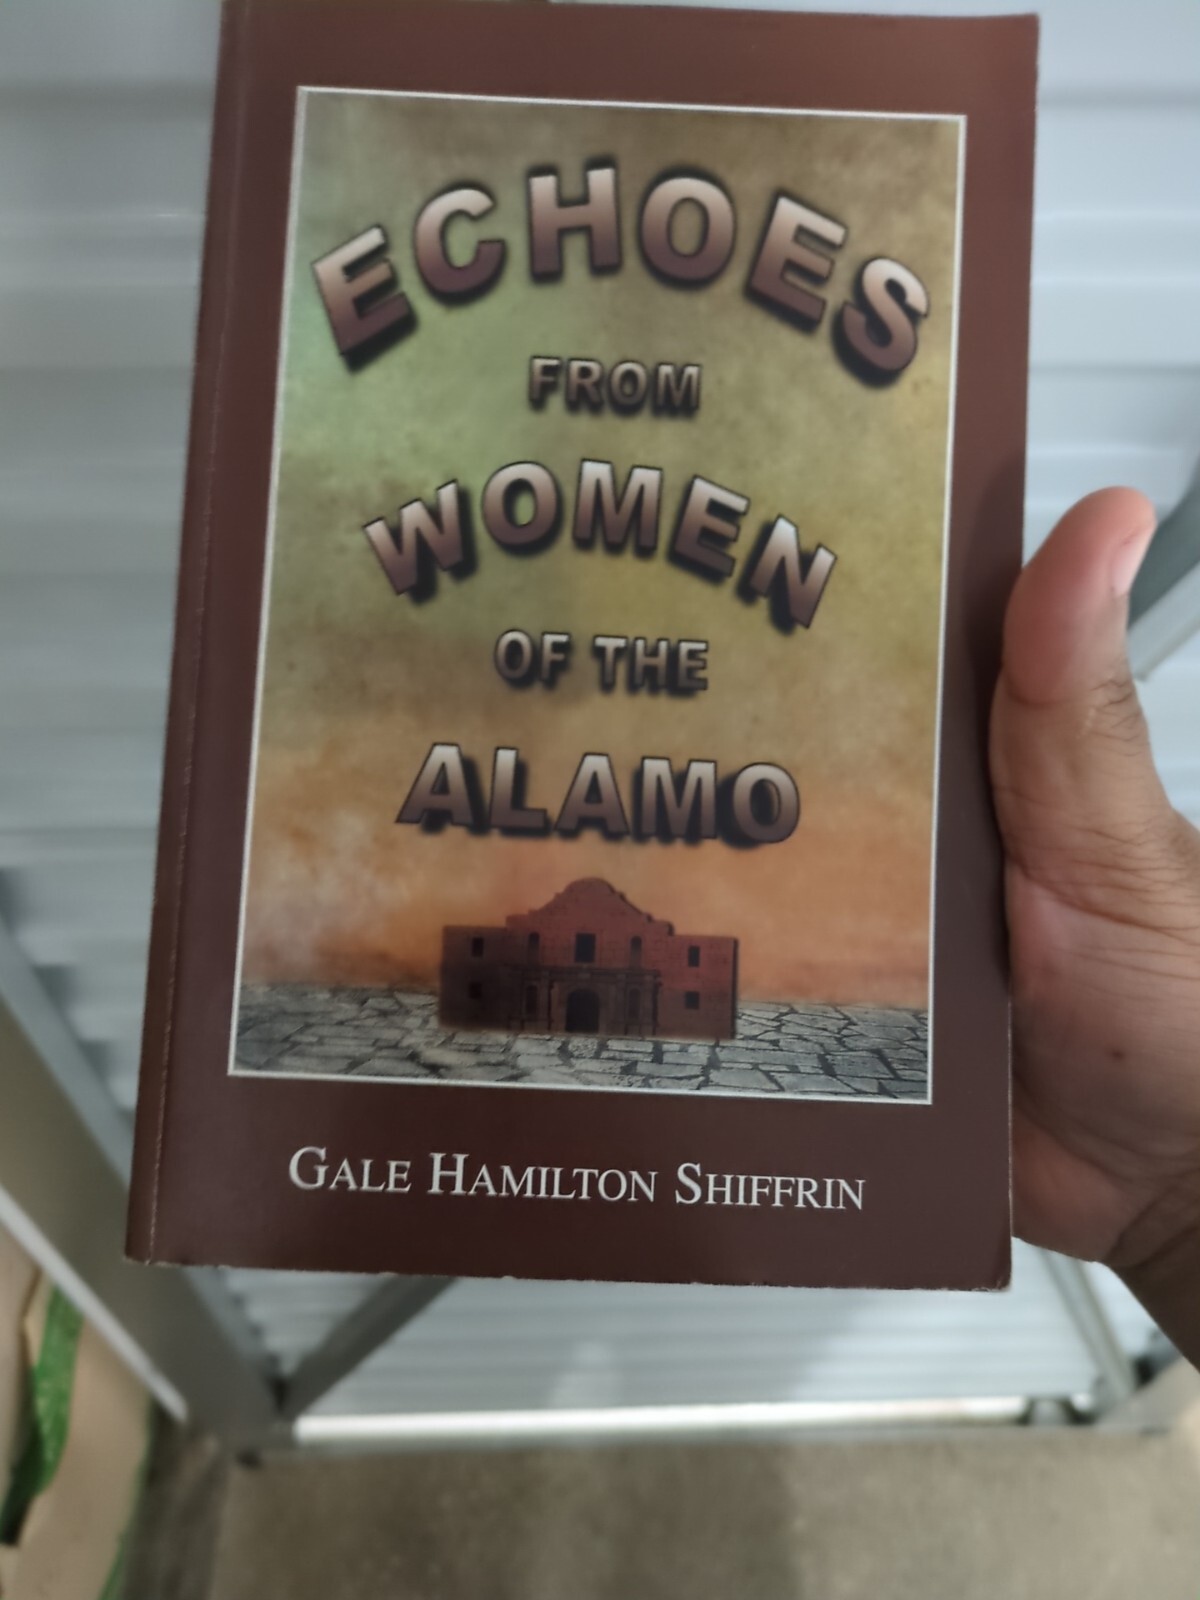 ECHOES
FROM
WOMEN
OF THE
ALAMO
GALE HAMILTON SHIFFRIN